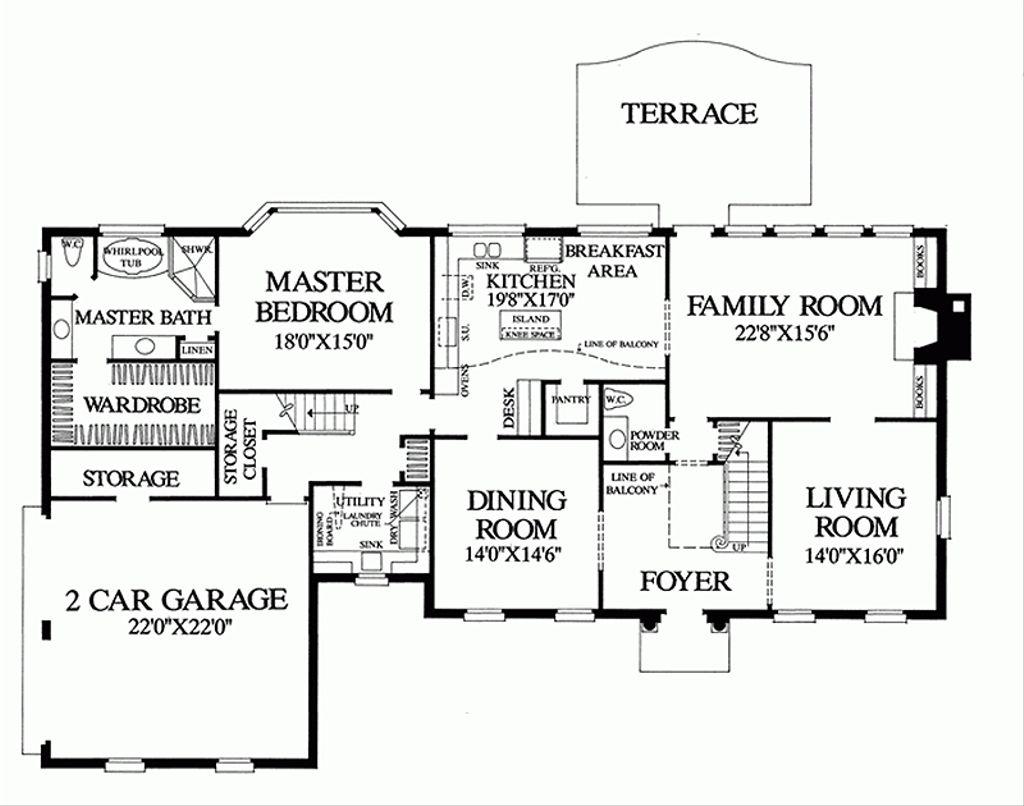 TERRACE
W.C.
WHIRLPOOL
TUB
SHWR.
MASTER BATH
LINEN
WARDROBE
STORAGE
MASTER
BEDROOM
18'0"X15'0"
STORAGE
CLOSET
UP
SINK
REF'G.
KITCHEN
19'8"X17'0"
D.W.
S.U.
ISLAND
KNEE SPACE
OVENS
BREAKFAST
AREA
LINE OF BALCONY
DESK
PANTRY
W.C.
POWDER
ROOM
FAMILY ROOM
22'8"X15'6"
BOOKS
BOOKS
UTILITY
LAUNDRY
CHUTE
IRONING
BOARD
DRY
WASH
SINK
DINING
ROOM
14'0"X14'6"
LINE OF
BALCONY
UP
FOYER
LIVING
ROOM
14'0"X16'0"
2 CAR GARAGE
22'0"X22'0"